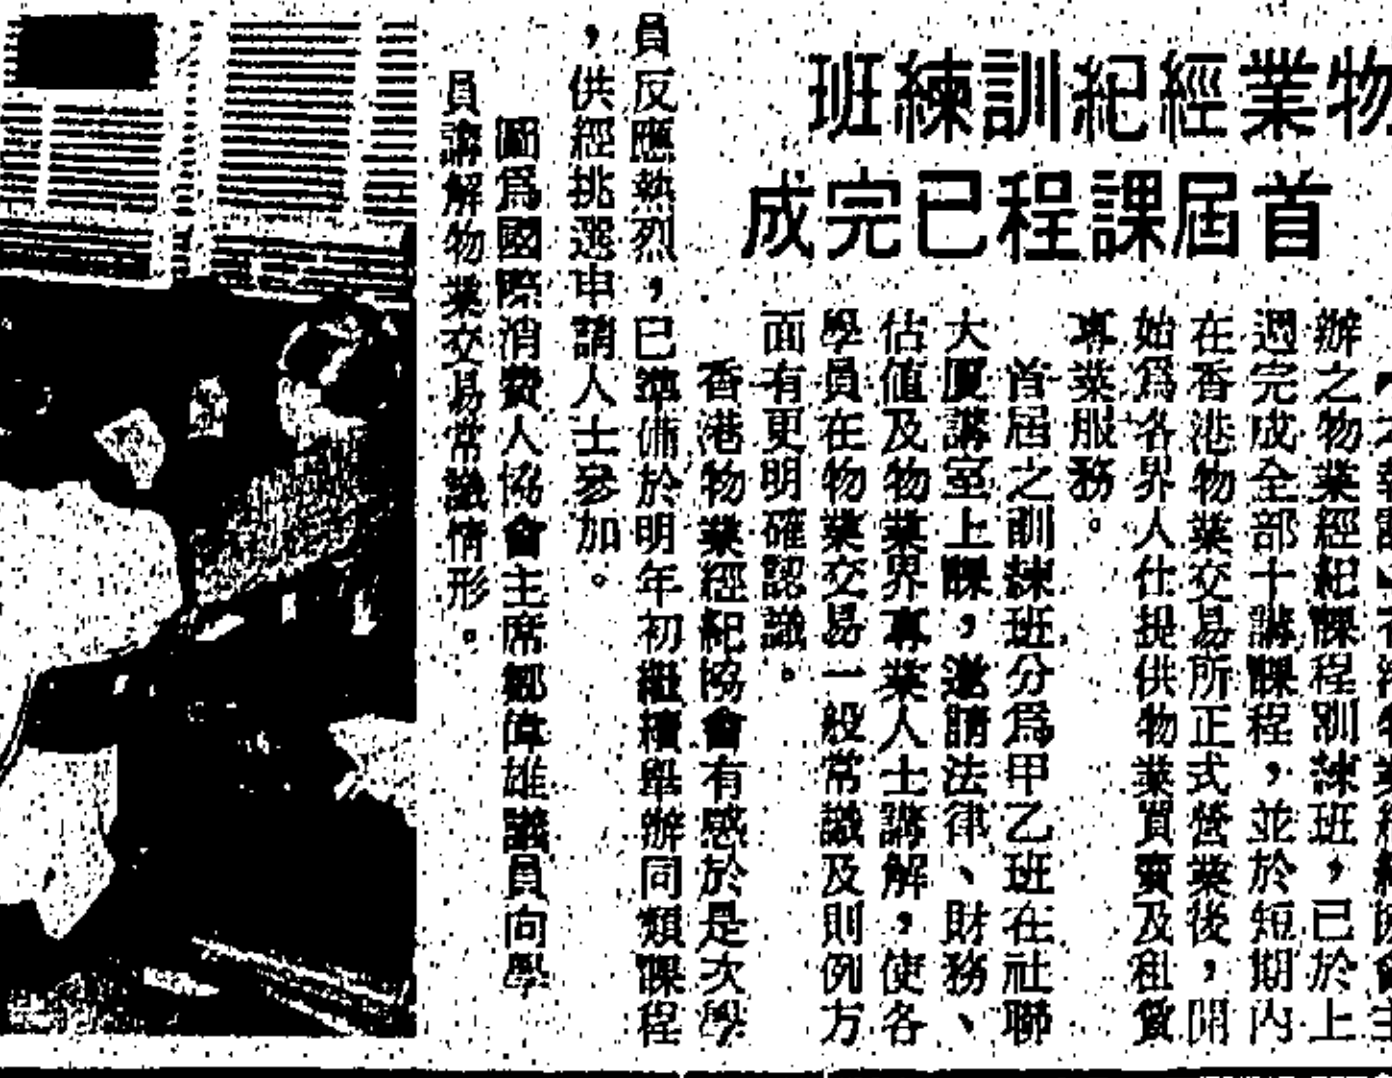 物業經紀訓練班
首屆課程已完成
辦之物業經紀課程訓練班，已於上
週完成全部十講課程，並於短期內
在香港物業交易所正式營業後，開
始為各界人仕提供物業買賣及租賃
專業服務。
首屆之訓練班分為甲乙班在社聯
大厦講室上課，邀請法律、財務、
估值及物業界專業人士講解，使各
學員在物業交易一般常識及則例方
面有更明確認識。
香港物業經紀協會有感於是次學
員反應熱烈，已準備於明年初繼續舉辦同類課程
，供經挑選申請人士參加。
圖為國際消費人協會主席鄒偉雄議員向學
員講解物業交易常識情形。